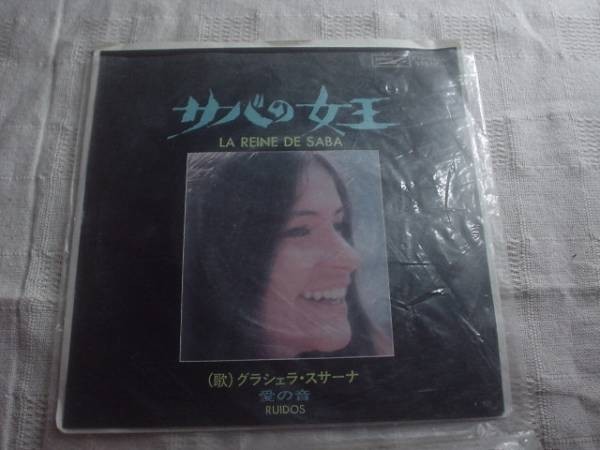 サバの女王
LA REINE DE SABA
(歌)グラシェラ・スサーナ
愛の音
RUIDOS